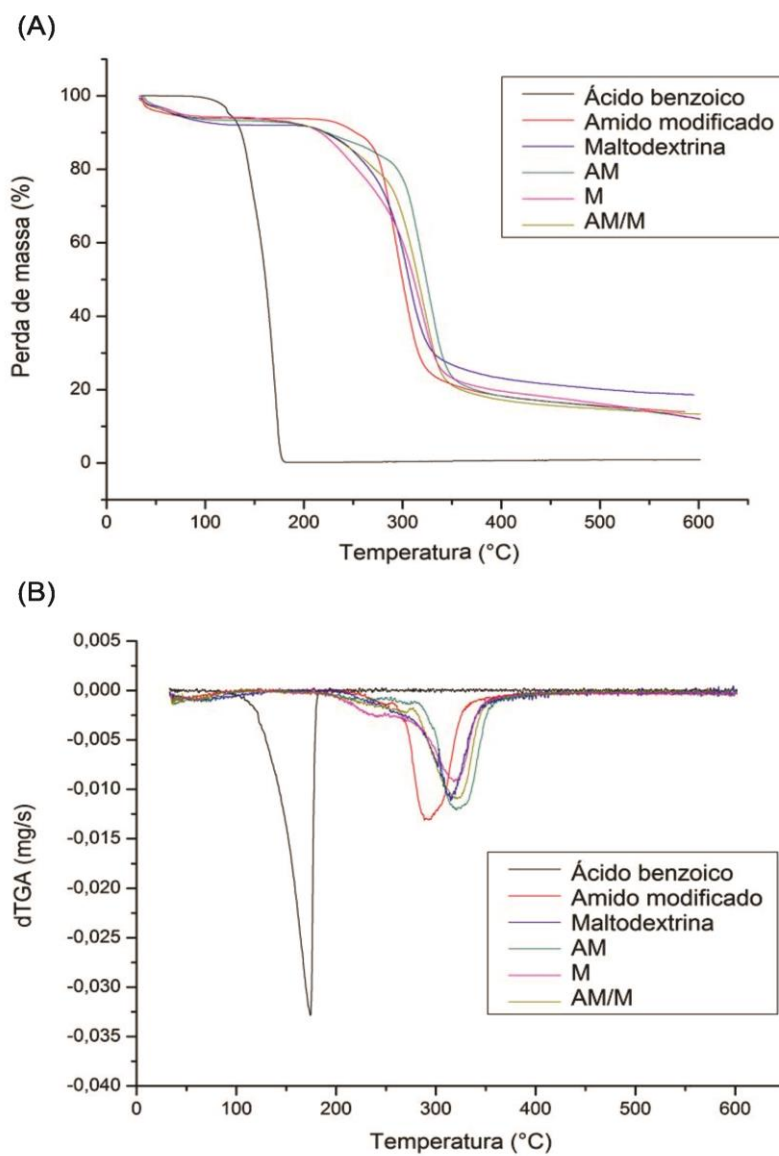 (A)
100
80
60
40
20
0
Perda de massa (%)
0 100 200 300 400 500 600
Temperatura (°C)
Ácido benzoico
Amido modificado
Maltodextrina
AM
M
AM/M
(B)
0,005
0,000
-0,005
-0,010
-0,015
-0,020
-0,025
-0,030
-0,035
-0,040
dTGA (mg/s)
0 100 200 300 400 500 600
Temperatura (°C)
Ácido benzoico
Amido modificado
Maltodextrina
AM
M
AM/M